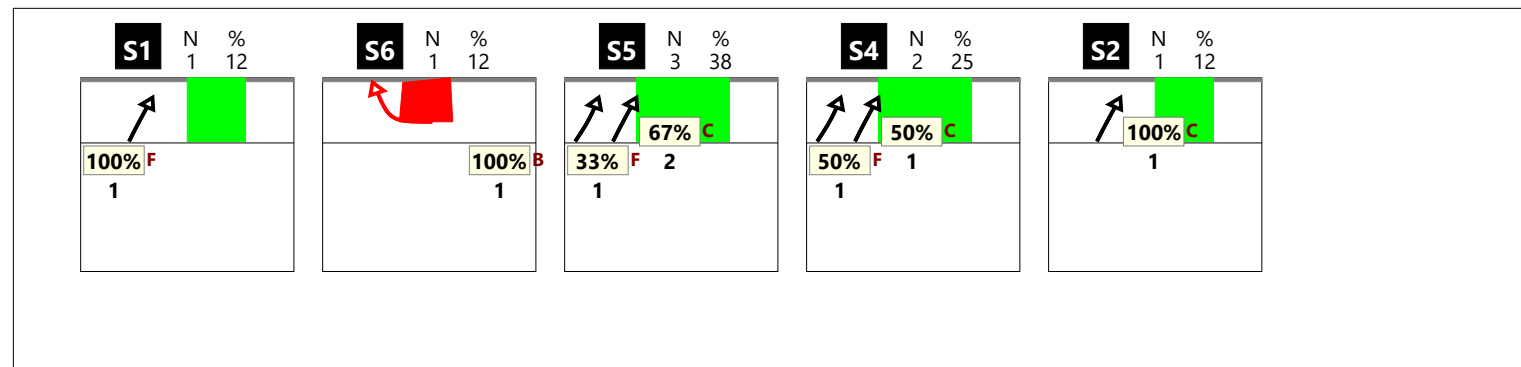 S1 N % S6 N % S5 N % S4 N % S2 N %
1 12 1 12 3 38 2 25 1 12
67% C 50% C 100% C
100% F 100% B 33% F 2 50% F 1 1
1 1 1 1